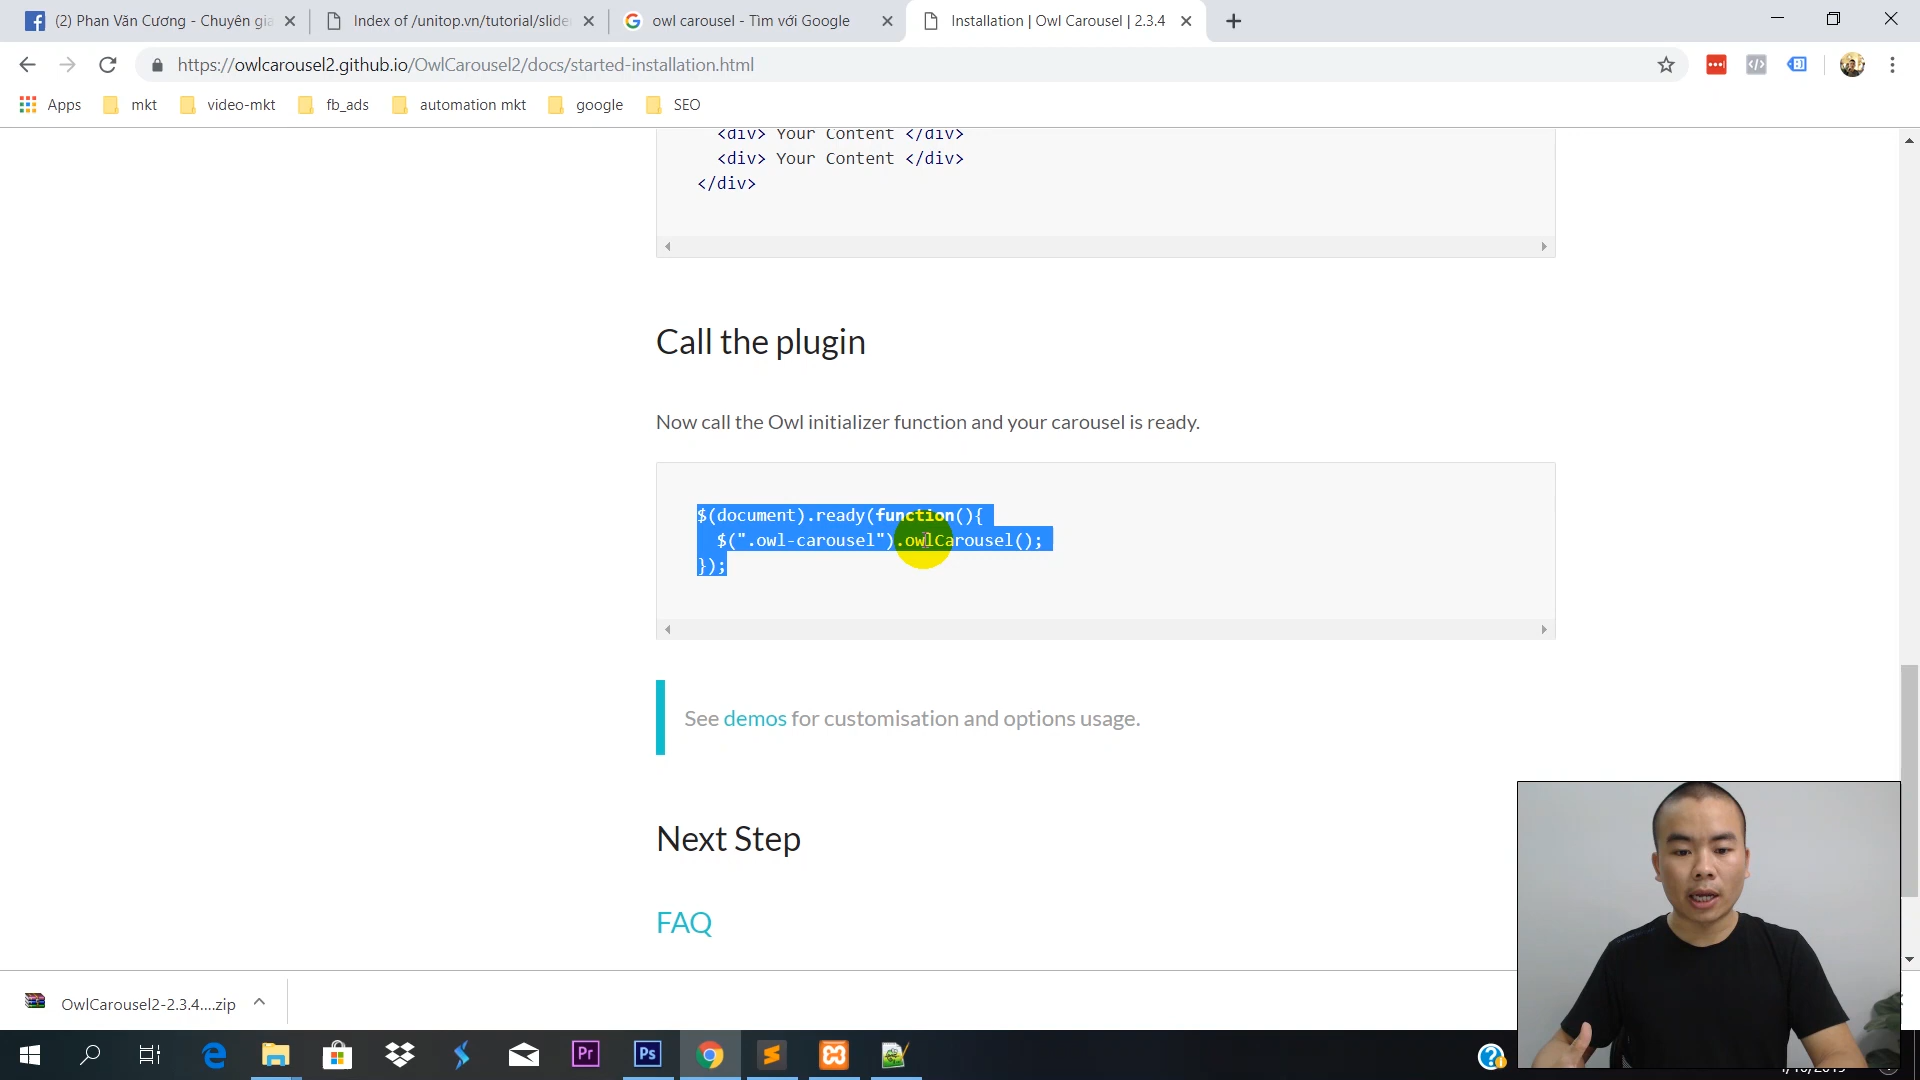 (2) Phan Văn Cương - Chuyên gia
Index of /unitop.vn/tutorial/slide
owl carousel - Tìm với Google
Installation | Owl Carousel | 2.3.4
https://owlcarousel2.github.io/OwlCarousel2/docs/started-installation.html
Apps
mkt
video-mkt
fb_ads
automation mkt
google
SEO
<div> Your Content </div>
<div> Your Content </div>
</div>
Call the plugin
Now call the Owl initializer function and your carousel is ready.
$(document).ready(function(){
$(".owl-carousel").owlCarousel();
});
See demos for customisation and options usage.
Next Step
FAQ
OwlCarousel2-2.3.4....zip
Pr
Ps